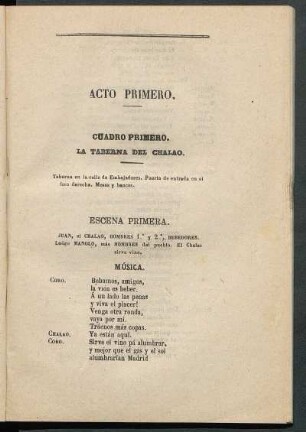 ACTO PRIMERO.
CUADRO PRIMERO.
LA TABERNA DEL CHALAO.
Taberna en la calle de Embajadores. Puerta de entrada en el
foro derecha. Mesas y bancos.
ESCENA PRIMERA.
JUAN, el CHALAO, HOMBRES 1.° y 2.°, BEBEDORES.
Luégo MANOLO, más HOMBRES del pueblo. El Chalao
sirve vino.
MÚSICA.
CORO. Bebamos, amigos,
la vida es beber.
Á un lado las penas
y viva el placer!
Venga otra ronda,
vaya por mí.
Tráenos más copas.
CHALAO. Ya están aquí.
CORO. Sirve el vino pá alumbrar,
y mejor que el gas y el sol
alumbrarían Madrid